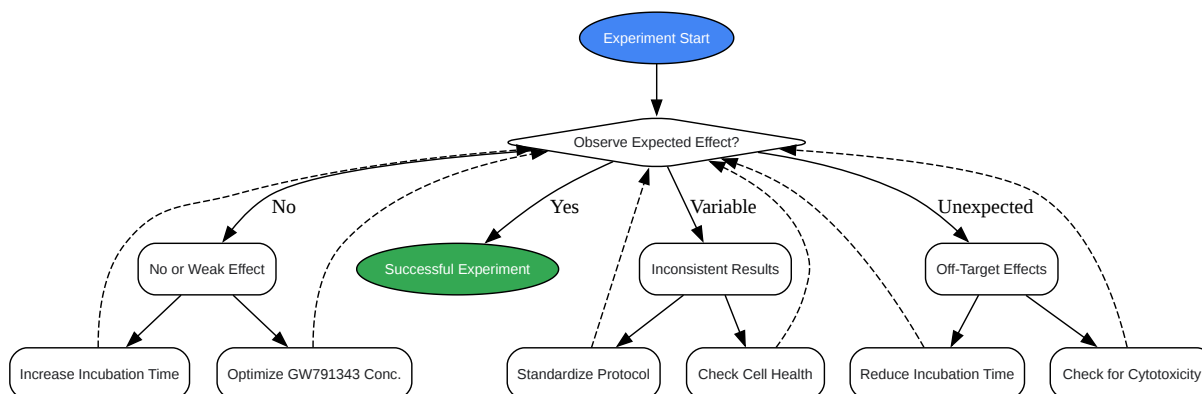 Experiment Start
Observe Expected Effect?
No
Yes
Variable
Unexpected
No or Weak Effect
Successful Experiment
Inconsistent Results
Off-Target Effects
Increase Incubation Time
Optimize GW791343 Conc.
Standardize Protocol
Check Cell Health
Reduce Incubation Time
Check for Cytotoxicity